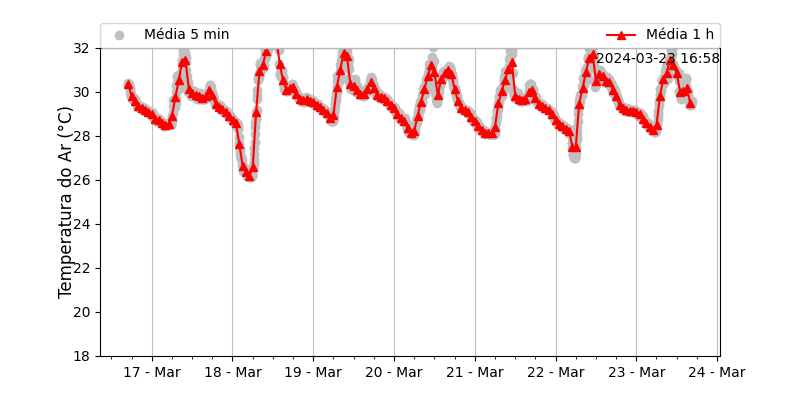 Média 5 min
Média 1 h
2024-03-23 16:58
Temperatura do Ar (°C)
32
30
28
26
24
22
20
18
17 - Mar
18 - Mar
19 - Mar
20 - Mar
21 - Mar
22 - Mar
23 - Mar
24 - Mar